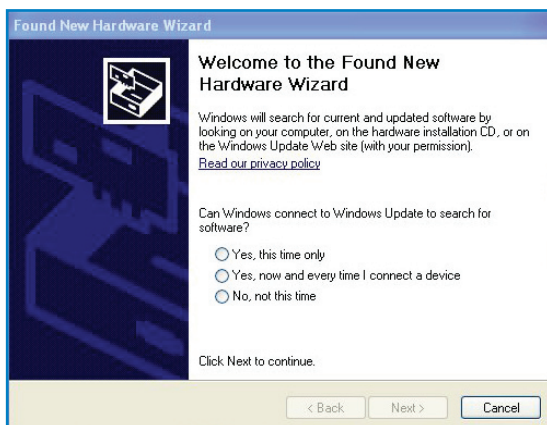 Found New Hardware Wizard
Welcome to the Found New
Hardware Wizard
Windows will search for current and updated software by
looking on your computer, on the hardware installation CD, or on
the Windows Update Web site (with your permission).
Read our privacy policy
Can Windows connect to Windows Update to search for
software?
Yes, this time only
Yes, now and every time I connect a device
No, not this time
Click Next to continue.
< Back
Next >
Cancel